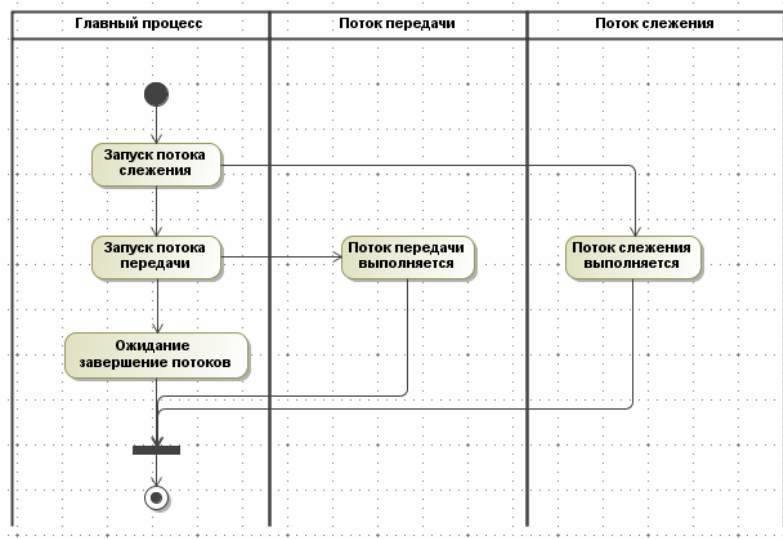 Главный процесс
Поток передачи
Поток слежения
Запуск потока
слежения
Запуск потока
передачи
Поток передачи
выполняется
Поток слежения
выполняется
Ожидание
завершение потоков